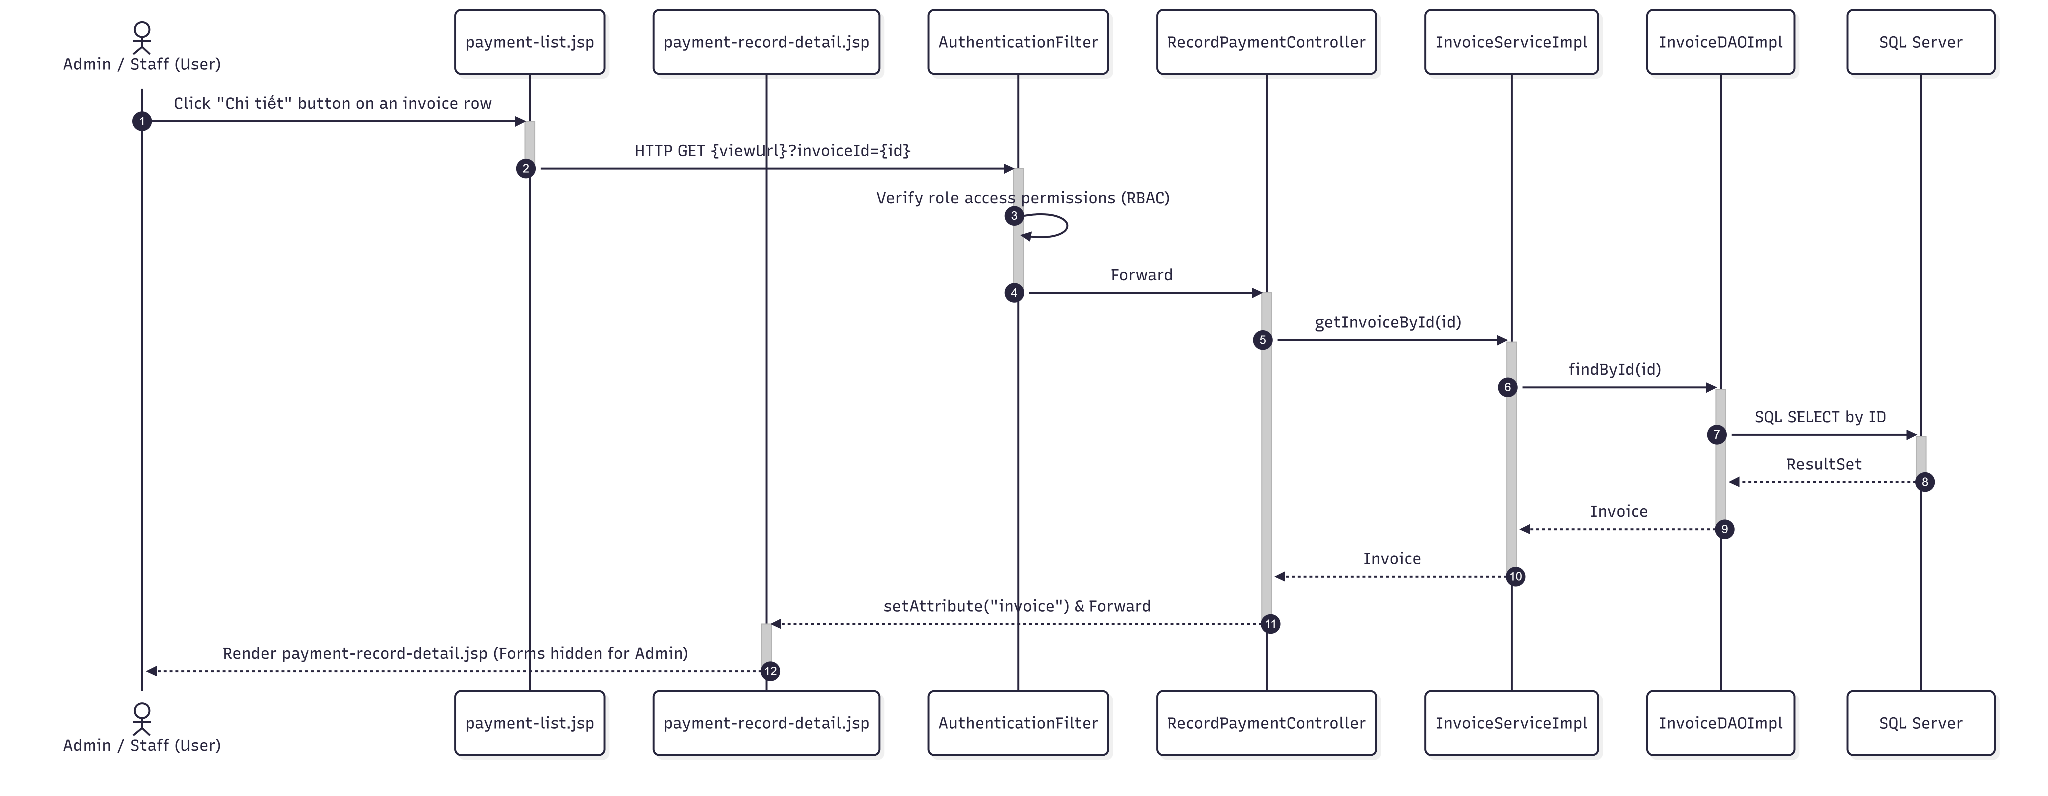 Admin / Staff (User)
payment-list.jsp
payment-record-detail.jsp
AuthenticationFilter
RecordPaymentController
InvoiceServiceImpl
InvoiceDAOImpl
SQL Server
Click "Chi tiết" button on an invoice row
1
HTTP GET {viewUrl}?invoiceId={id}
2
Verify role access permissions (RBAC)
3
Forward
4
getInvoiceById(id)
5
findById(id)
6
SQL SELECT by ID
7
ResultSet
8
Invoice
9
Invoice
10
setAttribute("invoice") & Forward
11
Render payment-record-detail.jsp (Forms hidden for Admin)
12
Admin / Staff (User)
payment-list.jsp
payment-record-detail.jsp
AuthenticationFilter
RecordPaymentController
InvoiceServiceImpl
InvoiceDAOImpl
SQL Server